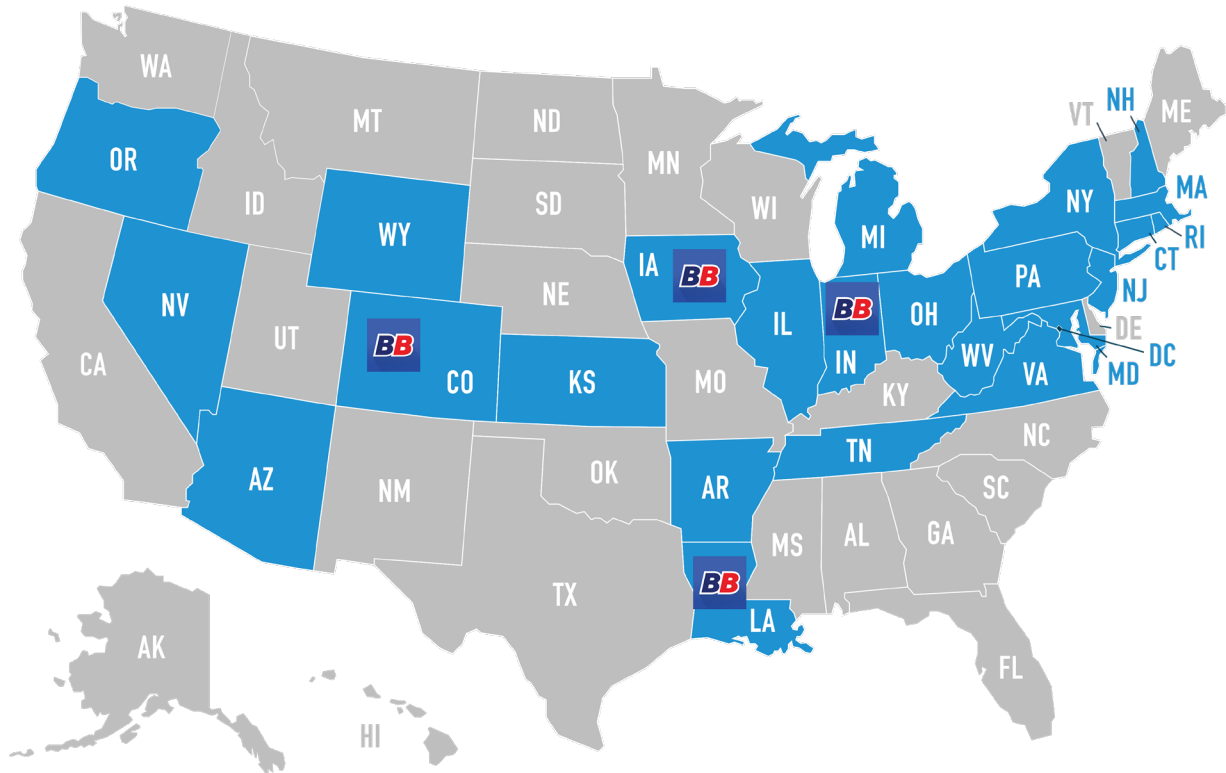 WA
MT
ND
MN
VT
NH
ME
OR
ID
SD
WI
NY
MA
WY
MI
RI
CT
IA
BB
NV
NE
PA
NJ
UT
BB
IL
BB
IN
OH
DE
DC
CA
CO
KS
MO
WV
VA
MD
KY
AZ
NM
OK
AR
TN
NC
SC
MS
AL
GA
TX
BB
LA
AK
HI
FL